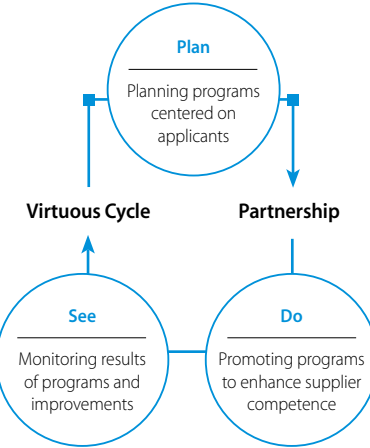 Plan
Planning programs
centered on
applicants
Virtuous Cycle
Partnership
See
Monitoring results
of programs and
improvements
Do
Promoting programs
to enhance supplier
competence